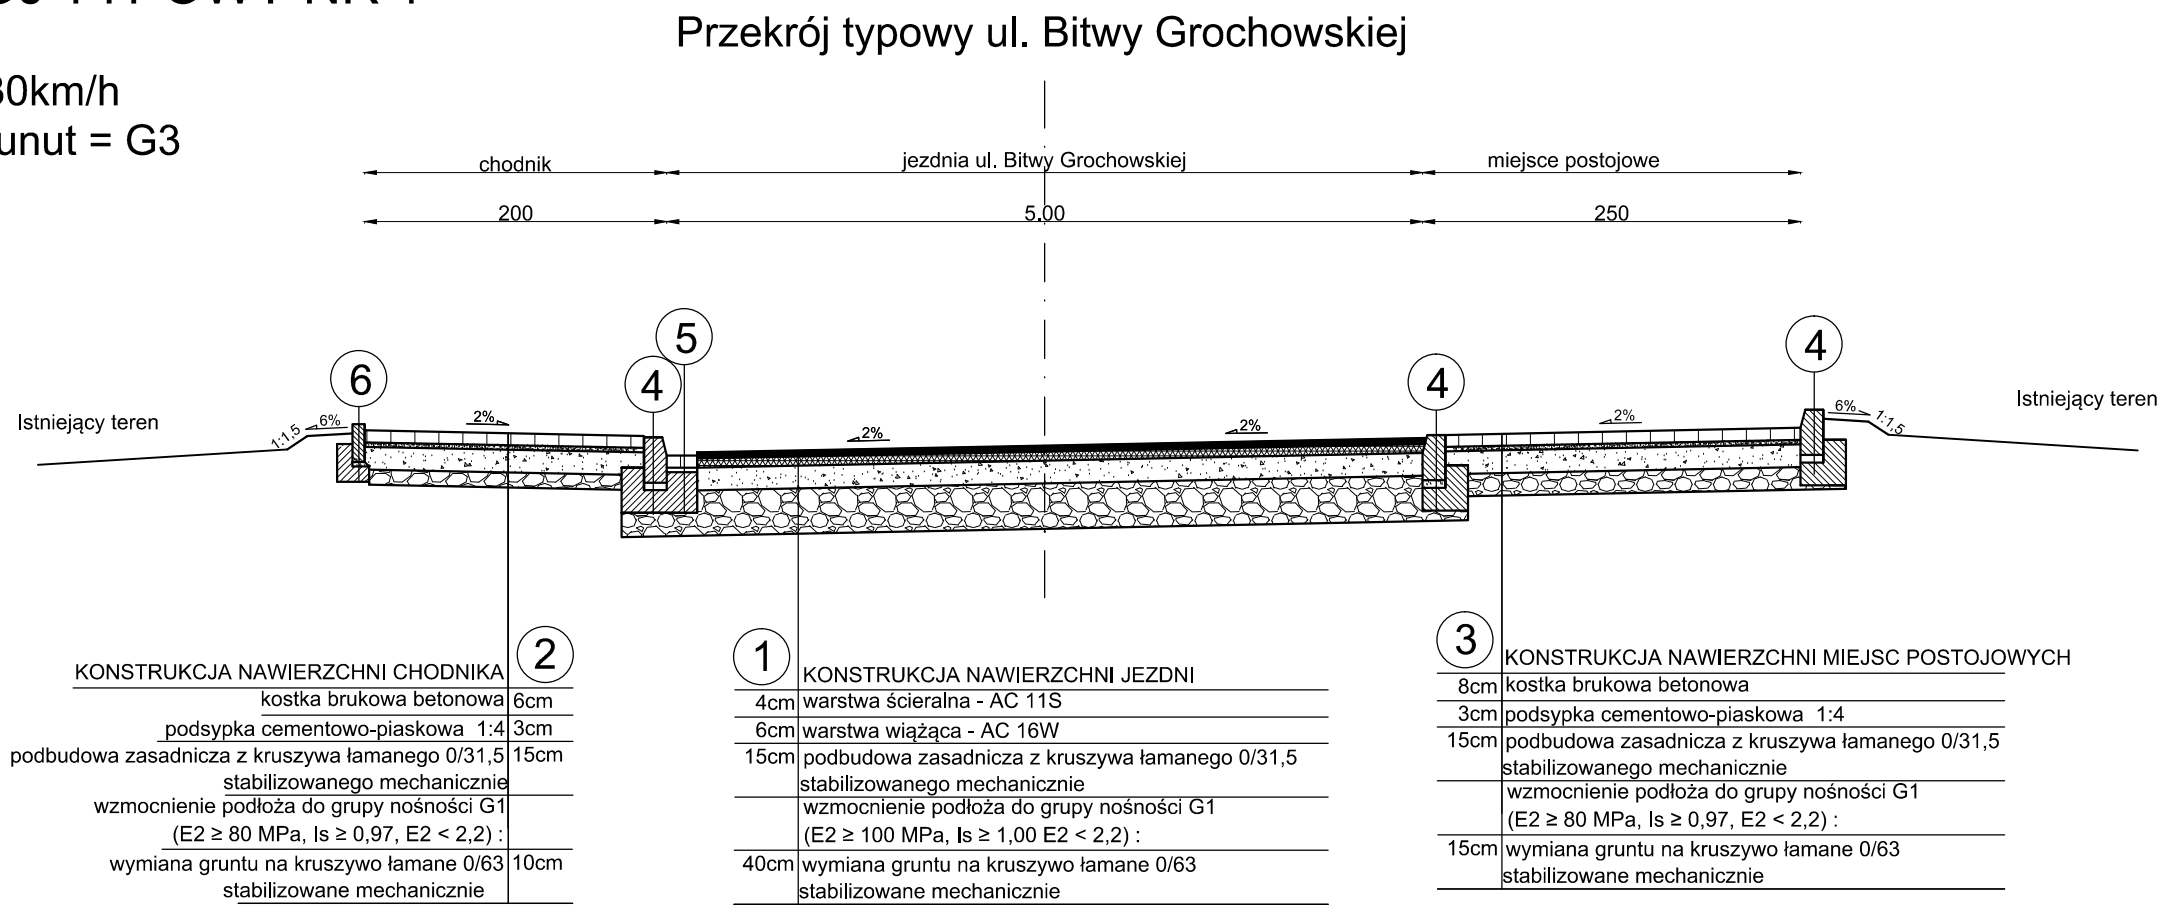 TYPOWY NR 1
Przekrój typowy ul. Bitwy Grochowskiej
30km/h
= G3
chodnik
jezdnia ul. Bitwy Grochowskiej
miejsce postojowe
200
5.00
250
6
4
5
4
4
Istniejący teren
1:1,5
6%
2%
2%
2%
2%
6%
1:1,5
Istniejący teren
2
KONSTRUKCJA NAWIERZCHNI CHODNIKA
kostka brukowa betonowa 6cm
podsypka cementowo-piaskowa 1:4 3cm
podbudowa zasadnicza z kruszywa łamanego 0/31,5 15cm
stabilizowanego mechanicznie
wzmocnienie podłoża do grupy nośności G1
(E2 ≥ 80 MPa, Is ≥ 0,97, E2 < 2,2) :
wymiana gruntu na kruszywo łamane 0/63 10cm
stabilizowane mechanicznie
1
KONSTRUKCJA NAWIERZCHNI JEZDNI
4cm warstwa ścieralna - AC 11S
6cm warstwa wiążąca - AC 16W
15cm podbudowa zasadnicza z kruszywa łamanego 0/31,5
stabilizowanego mechanicznie
wzmocnienie podłoża do grupy nośności G1
(E2 ≥ 100 MPa, Is ≥ 1,00 E2 < 2,2) :
40cm wymiana gruntu na kruszywo łamane 0/63
stabilizowane mechanicznie
3
KONSTRUKCJA NAWIERZCHNI MIEJSC POSTOJOWYCH
8cm kostka brukowa betonowa
3cm podsypka cementowo-piaskowa 1:4
15cm podbudowa zasadnicza z kruszywa łamanego 0/31,5
stabilizowanego mechanicznie
wzmocnienie podłoża do grupy nośności G1
(E2 ≥ 80 MPa, Is ≥ 0,97, E2 < 2,2) :
15cm wymiana gruntu na kruszywo łamane 0/63
stabilizowane mechanicznie